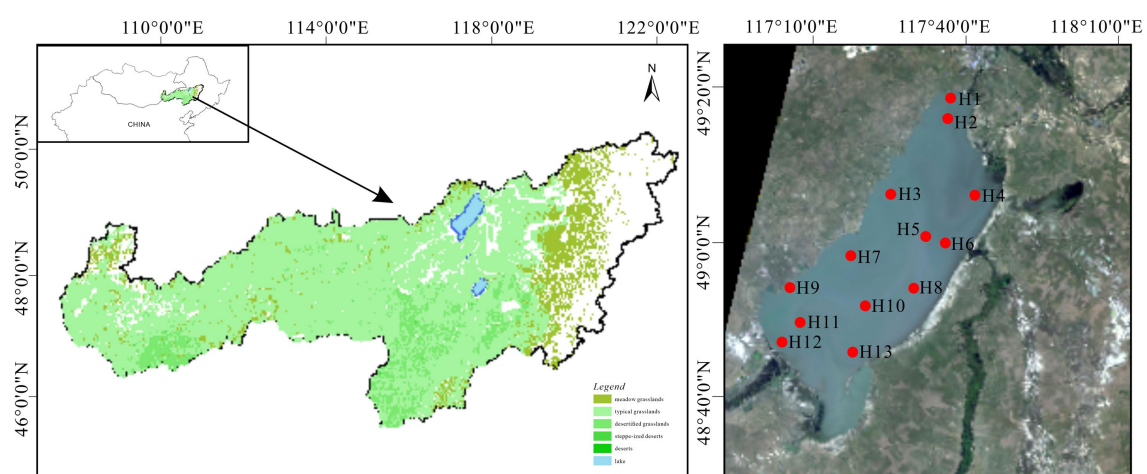 110°0'0"E 114°0'0"E 118°0'0"E 122°0'0"E
50°0'0"N
48°0'0"N
46°0'0"N
CHINA
N
Legend
meadow grasslands
typical grasslands
desertified grasslands
steppe-ized deserts
deserts
lake
117°10'0"E 117°40'0"E 118°10'0"E
49°20'0"N
49°0'0"N
48°40'0"N
H1
H2
H3
H4
H5
H6
H7
H8
H9
H10
H11
H12
H13